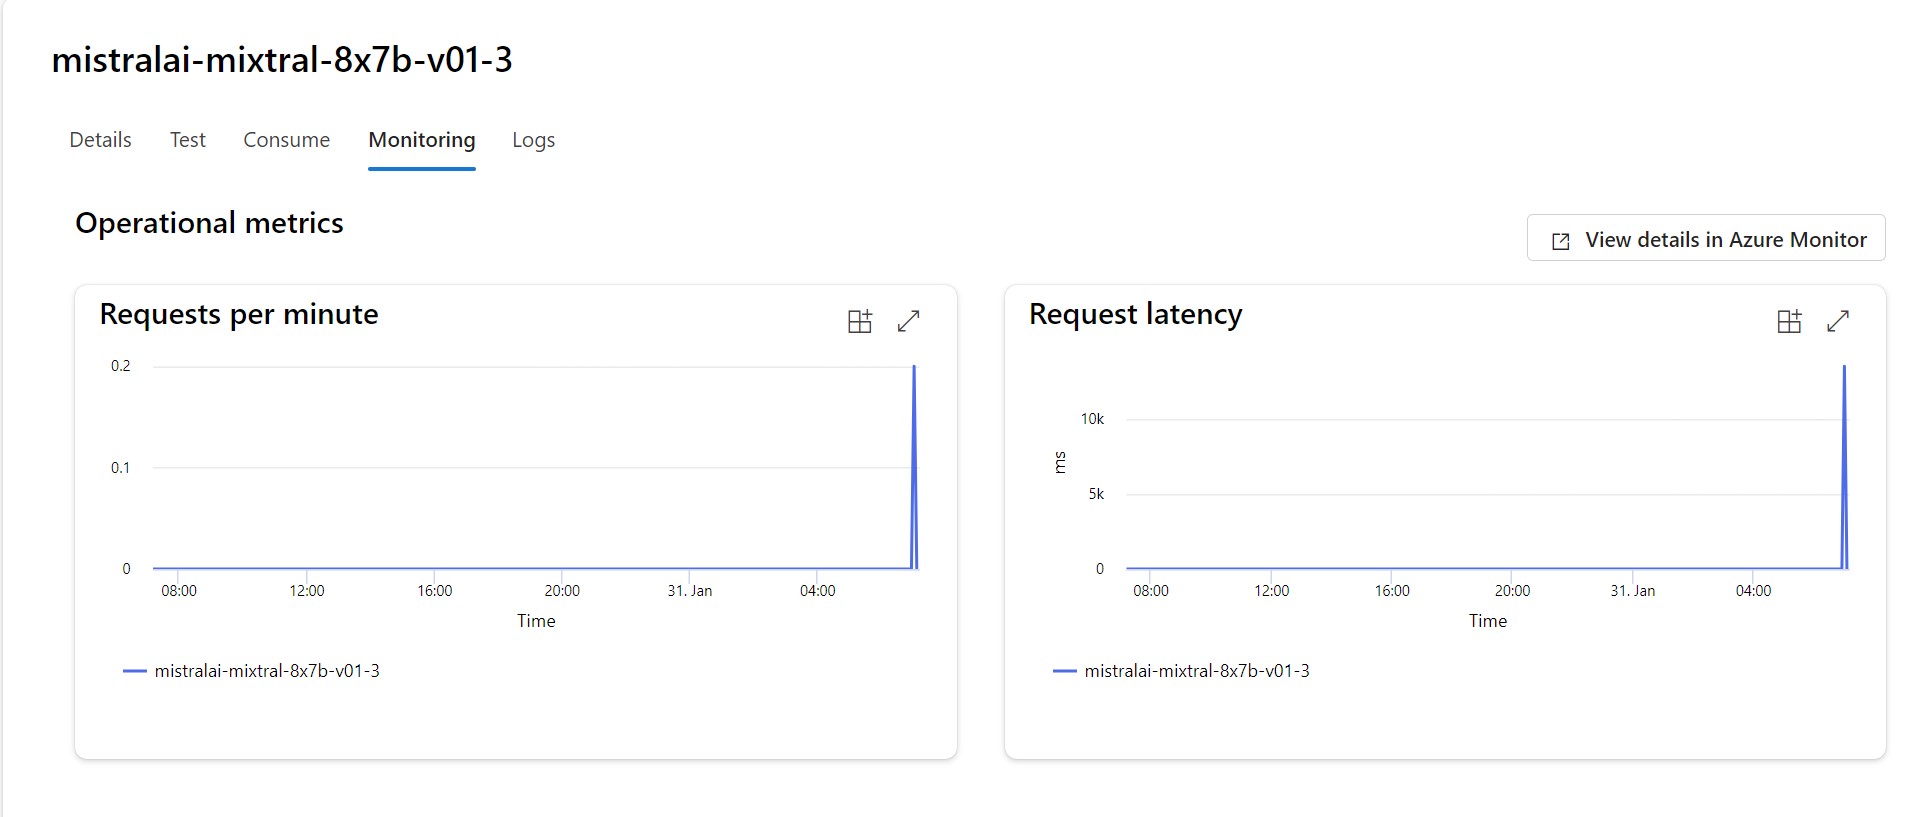 mistralai-mixtral-8x7b-v01-3
Details Test Consume Monitoring Logs
Operational metrics
View details in Azure Monitor
Requests per minute
0.2
0.1
0
08:00 12:00 16:00 20:00 31. Jan 04:00
Time
mistralai-mixtral-8x7b-v01-3
Request latency
10k
ms
5k
0
08:00 12:00 16:00 20:00 31. Jan 04:00
Time
mistralai-mixtral-8x7b-v01-3